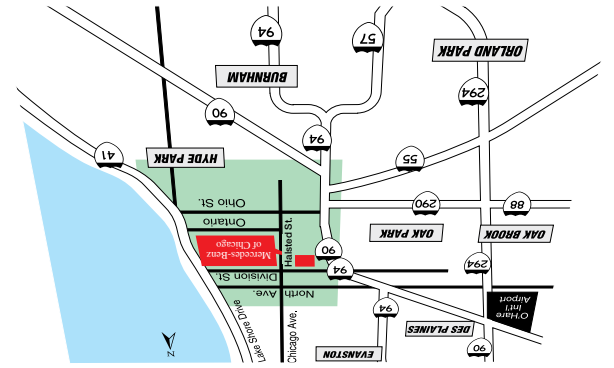 90
EVANSTON
Lake Shore Drive
Chicago Ave.
N
DES PLAINES
O'Hare
Int'l
Airport
94
North Ave.
Division St.
294
94
90
Mercedes-Benz
of Chicago
Halsted St.
OAK BROOK
OAK PARK
Ontario
Ohio St.
88
290
55
HYDE PARK
41
94
90
294
BURNHAM
ORLAND PARK
57
94